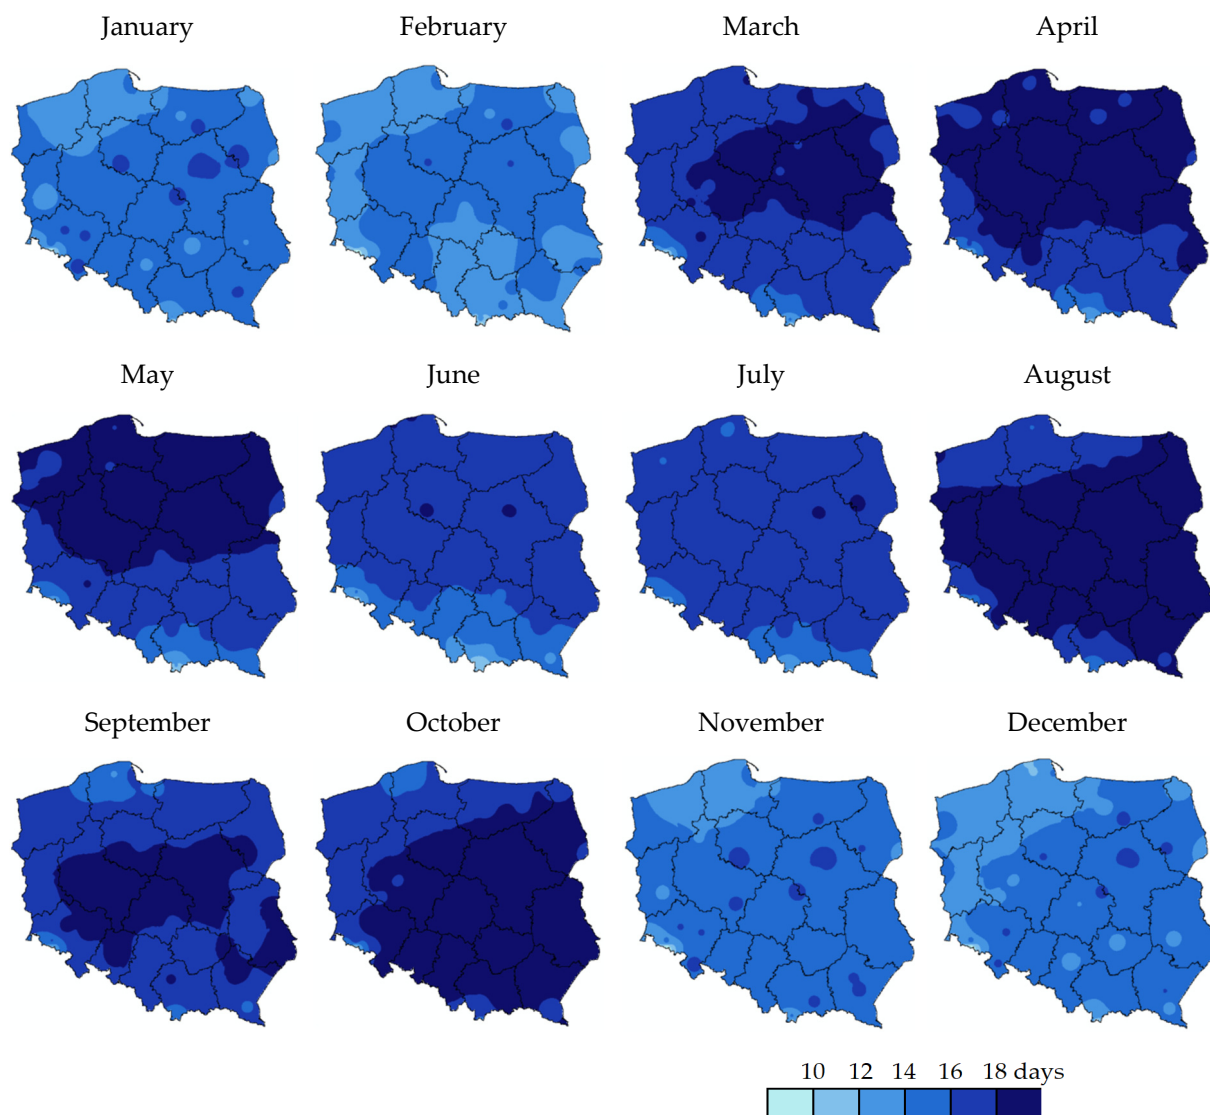 January February March April
May June July August
September October November December
10 12 14 16 18 days